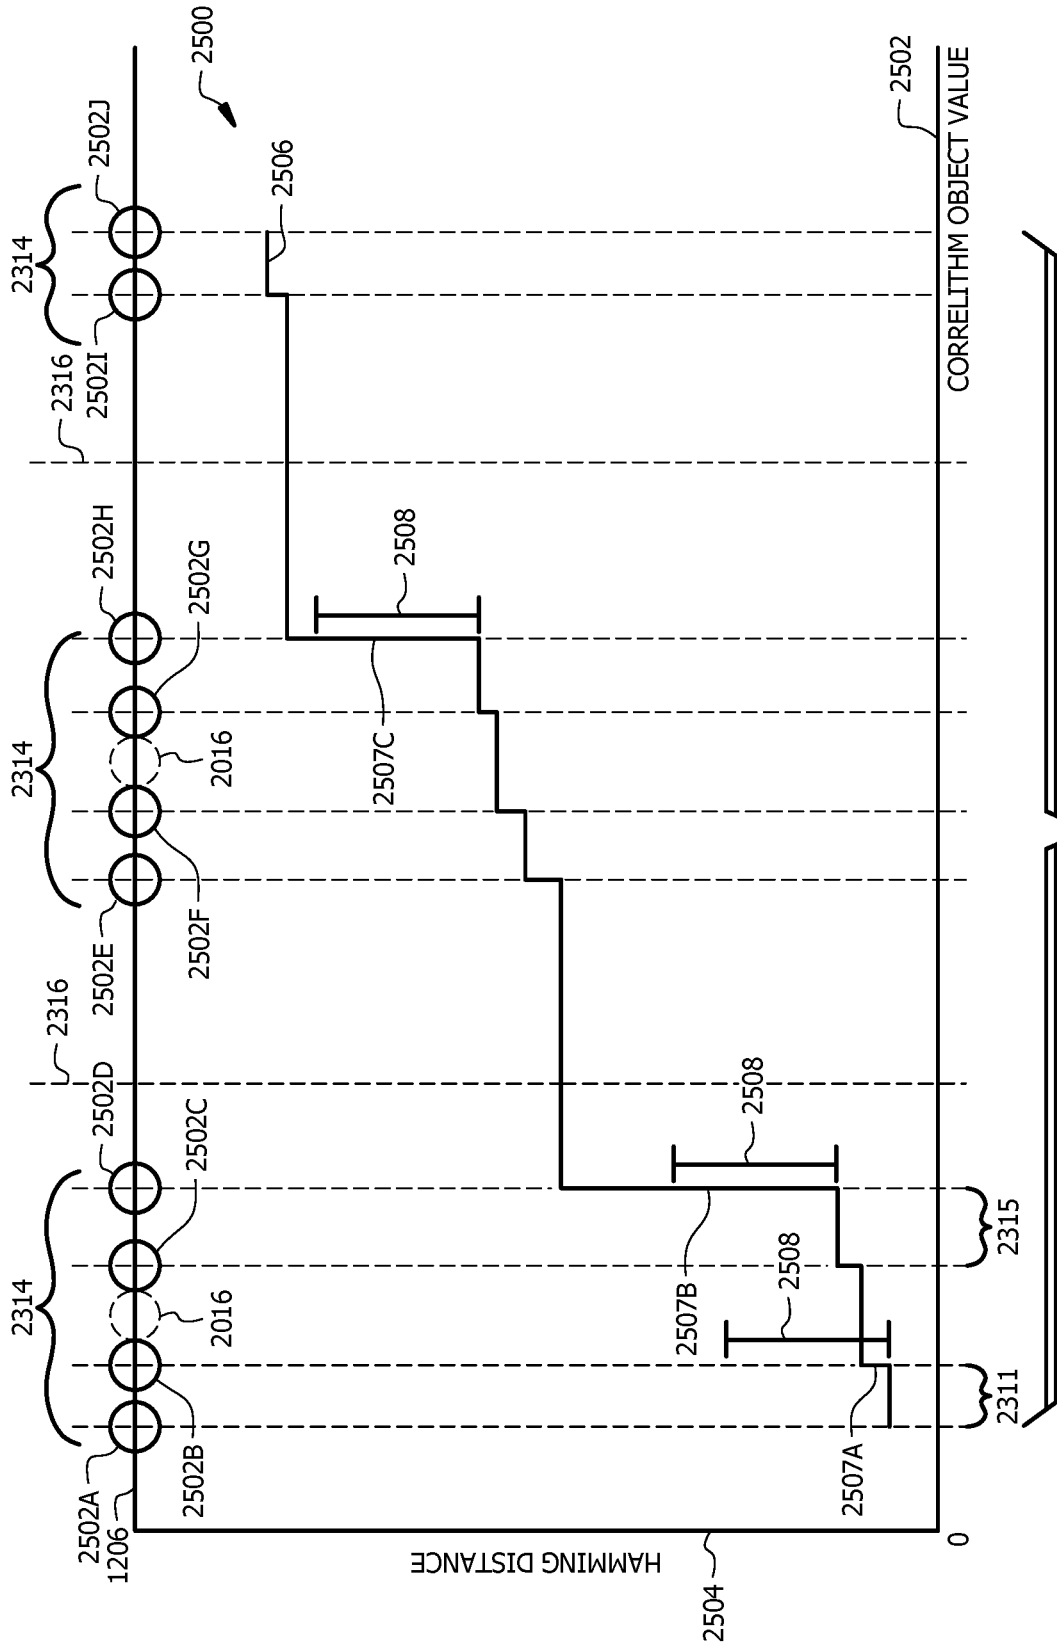 2314
2314
2314
2316
2316
2502A
1206
2502B
2502C
2502D
2502E
2502F
2502G
2502H
2502I
2502J
2016
2016
2500
2506
2508
2507C
2508
2507B
2508
2507A
HAMMING DISTANCE
2504
0
2311
2315
2502
CORRELITHM OBJECT VALUE